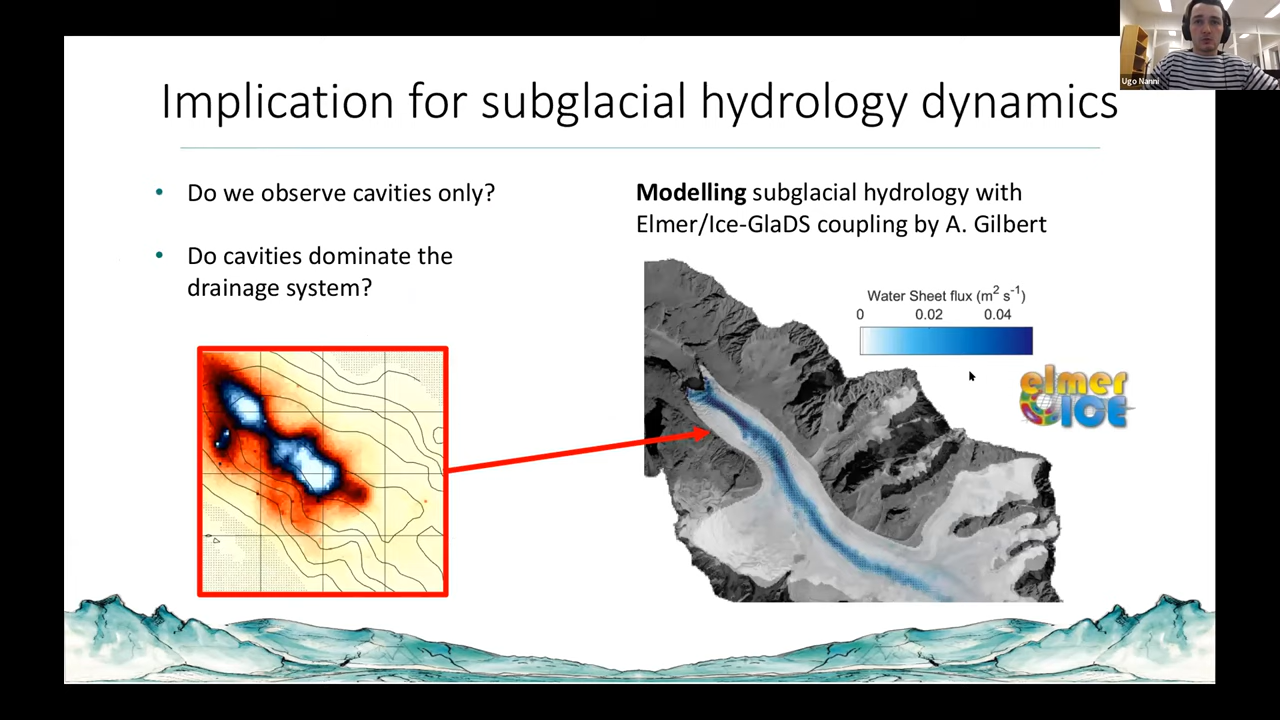 Ugo Nanni
Implication for subglacial hydrology dynamics
• Do we observe cavities only?
• Do cavities dominate the
drainage system?
Modelling subglacial hydrology with
Elmer/Ice-GlaDS coupling by A. Gilbert
Water Sheet flux (m² s⁻¹)
0 0.02 0.04
elmer
ICE